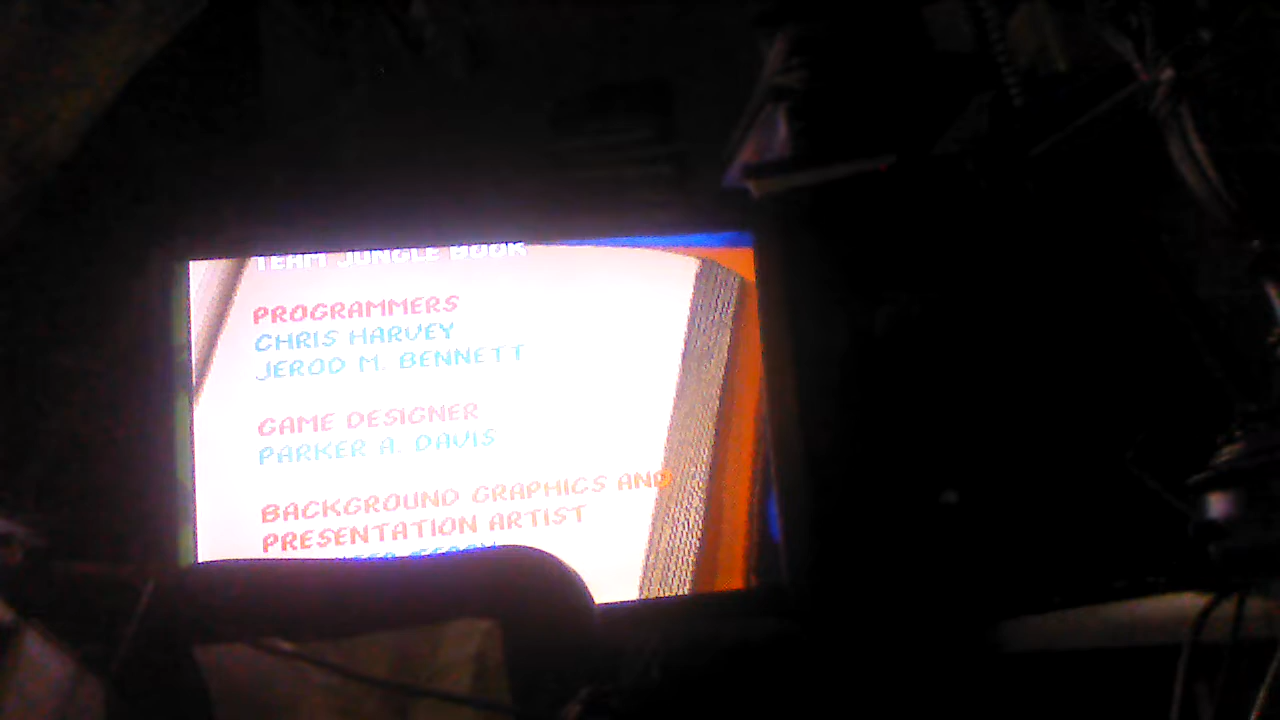 TEAM JUNGLE BOOK
PROGRAMMERS
CHRIS HARVEY
JEROD M. BENNETT
GAME DESIGNER
PARKER A. DAVIS
BACKGROUND GRAPHICS AND
PRESENTATION ARTIST